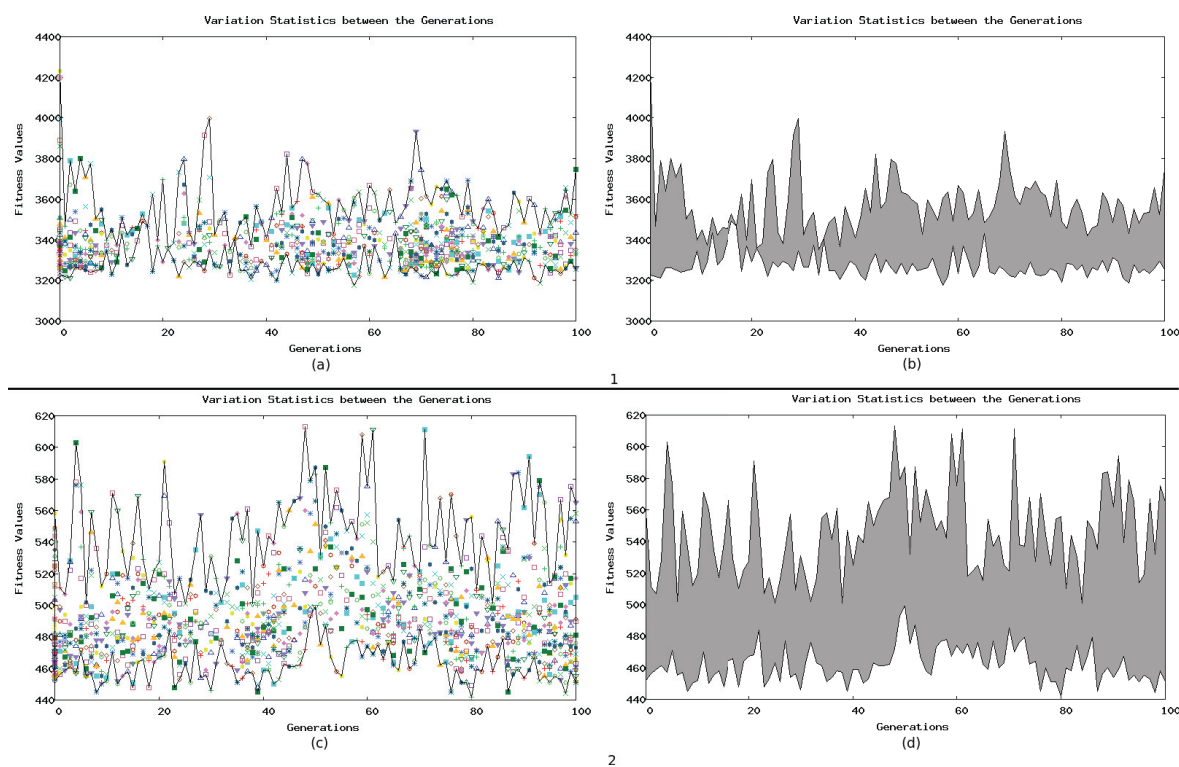 Variation Statistics between the Generations
Variation Statistics between the Generations
4400
4200
4000
3800
3600
3400
3200
3000
Fitness Values
0 20 40 60 80 100
Generations
(a)
4400
4200
4000
3800
3600
3400
3200
3000
Fitness Values
0 20 40 60 80 100
Generations
(b)
1
Variation Statistics between the Generations
Variation Statistics between the Generations
620
600
580
560
540
520
500
480
460
440
Fitness Values
0 20 40 60 80 100
Generations
(c)
620
600
580
560
540
520
500
480
460
440
Fitness Values
0 20 40 60 80 100
Generations
(d)
2